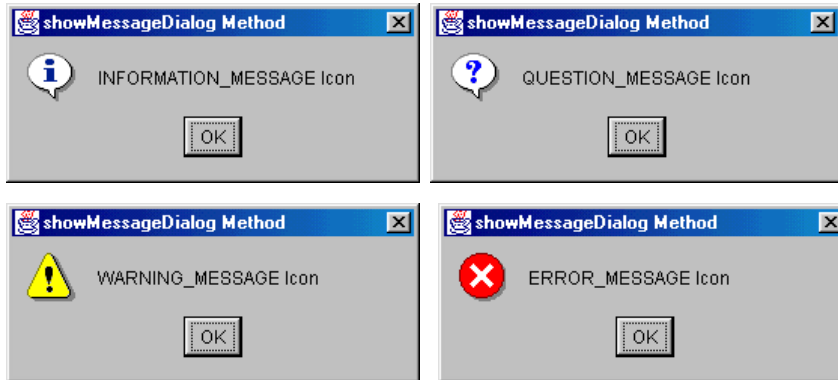 showMessageDialog Method
INFORMATION_MESSAGE Icon
OK
showMessageDialog Method
QUESTION_MESSAGE Icon
OK
showMessageDialog Method
WARNING_MESSAGE Icon
OK
showMessageDialog Method
ERROR_MESSAGE Icon
OK